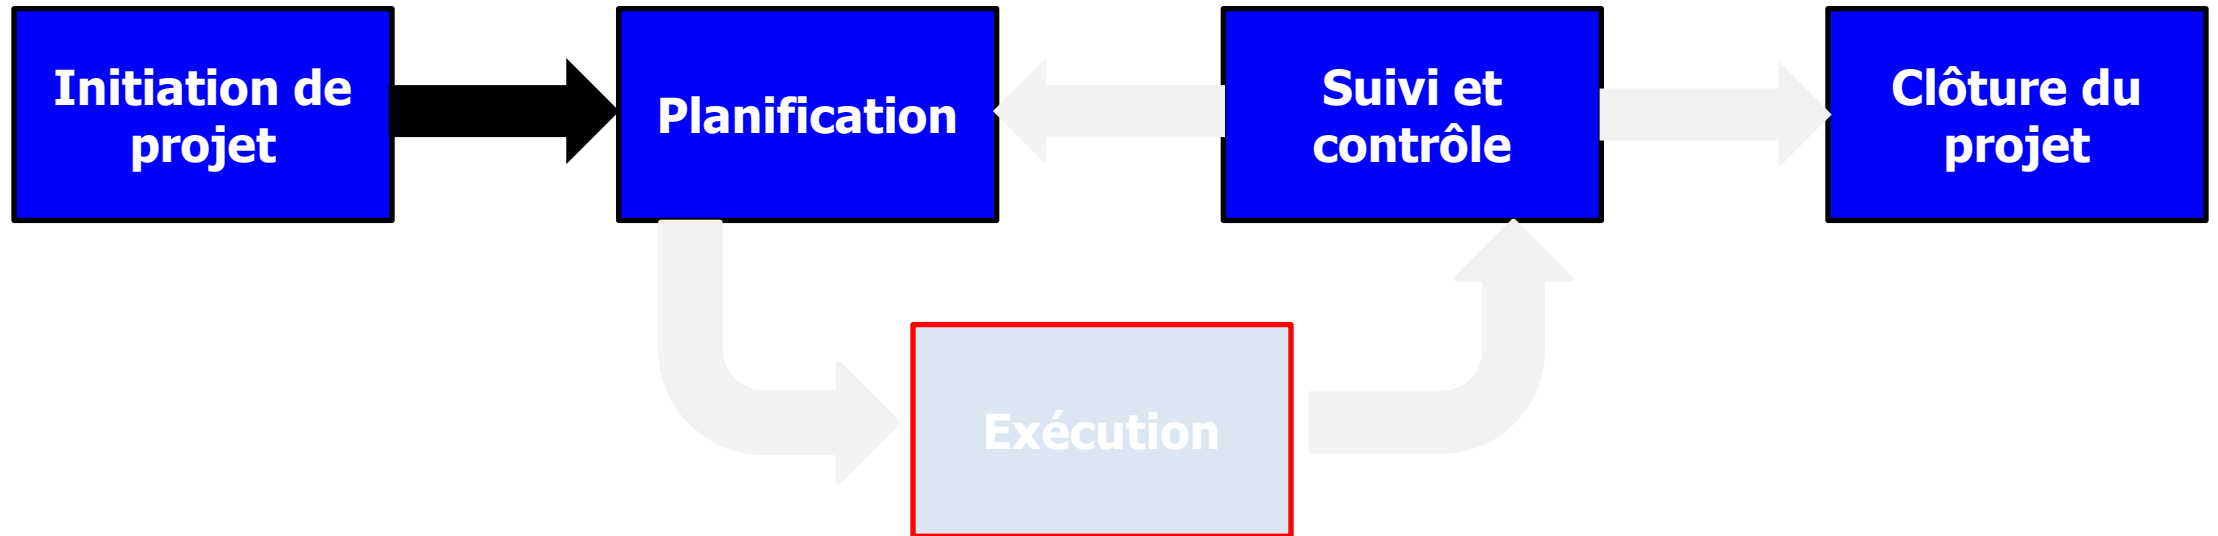 Initiation de
projet
Planification
Suivi et
contrôle
Clôture du
projet
Exécution